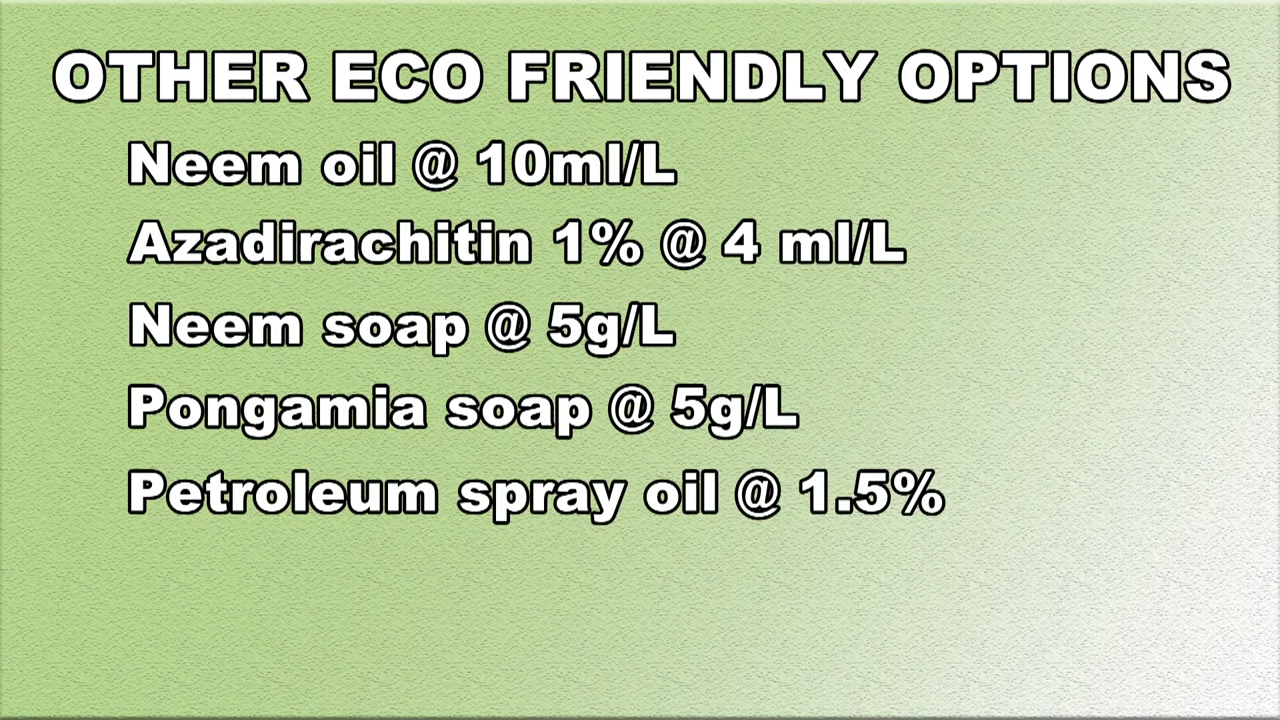 OTHER ECO FRIENDLY OPTIONS
Neem oil @ 10ml/L
Azadirachitin 1% @ 4 ml/L
Neem soap @ 5g/L
Pongamia soap @ 5g/L
Petroleum spray oil @ 1.5%